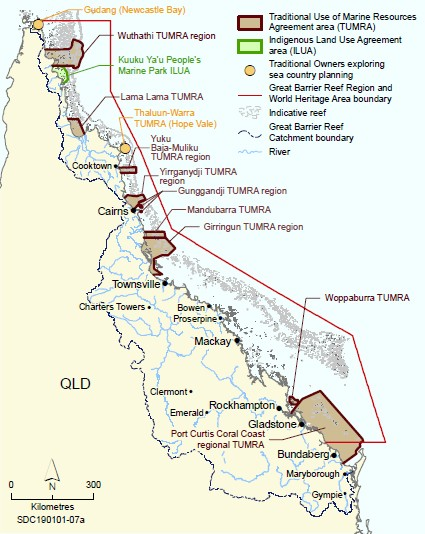 Gudang (Newcastle Bay)
Wuthathi TUMRA region
Kuuku Ya'u People's
Marine Park ILUA
Lama Lama TUMRA
Thaluun-Warra
TUMRA (Hope Vale)
Yuku
Baja-Muliku
TUMRA region
Cooktown
Yirrganydji TUMRA
region
Gunggandji TUMRA region
Cairns
Mandubarra TUMRA
Girringun TUMRA region
Townsville
Charters Towers
Bowen
Proserpine
Mackay
Woppaburra TUMRA
QLD
Clermont
Emerald
Rockhampton
Gladstone
Port Curtis Coral Coast
regional TUMRA
Bundaberg
Maryborough
Gympie
N
0 300
Kilometres
SDC190101-07a
Traditional Use of Marine Resources
Agreement area (TUMRA)
Indigenous Land Use Agreement
area (ILUA)
Traditional Owners exploring
sea country planning
Great Barrier Reef Region and
World Heritage Area boundary
Indicative reef
Great Barrier Reef
Catchment boundary
River